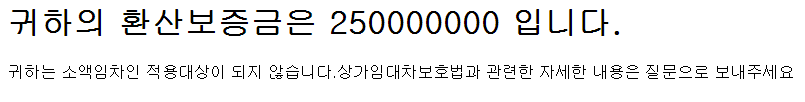 귀하의 환산보증금은 250000000 입니다.
귀하는 소액임차인 적용대상이 되지 않습니다.상가임대차보호법과 관련한 자세한 내용은 질문으로 보내주세요